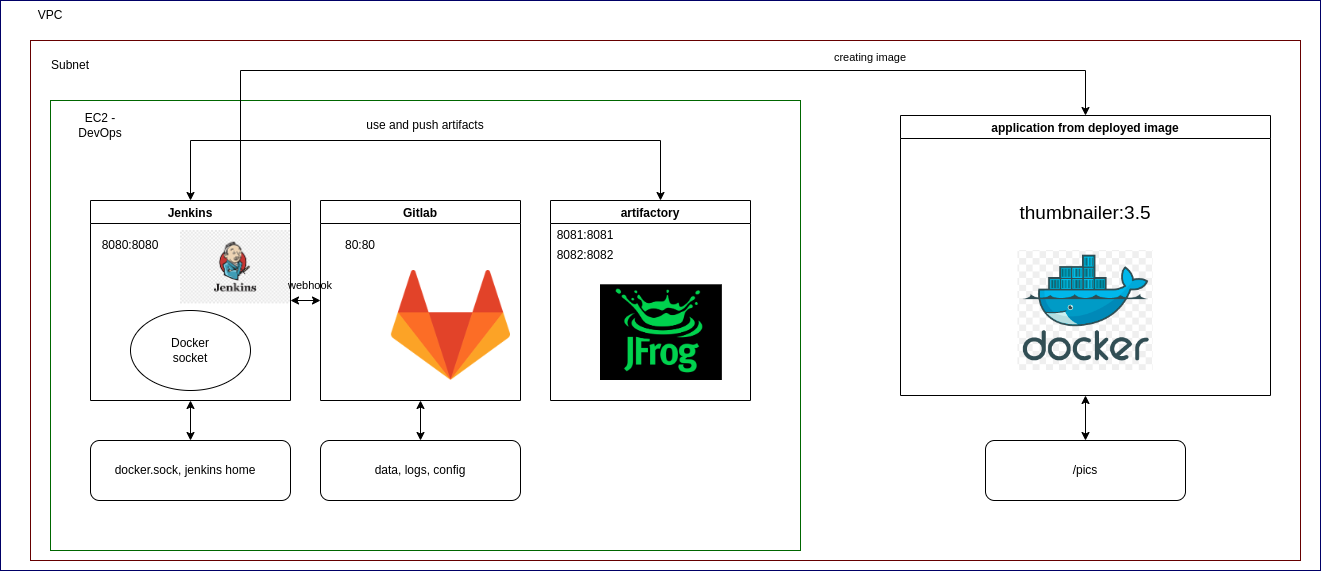 VPC
Subnet
creating image
EC2 -
DevOps
use and push artifacts
application from deployed image
Jenkins
Gitlab
artifactory
8080:8080
80:80
8081:8081
8082:8082
thumbnailer:3.5
Jenkins
webhook
Docker
socket
JFrog
docker
docker.sock, jenkins home
data, logs, config
/pics